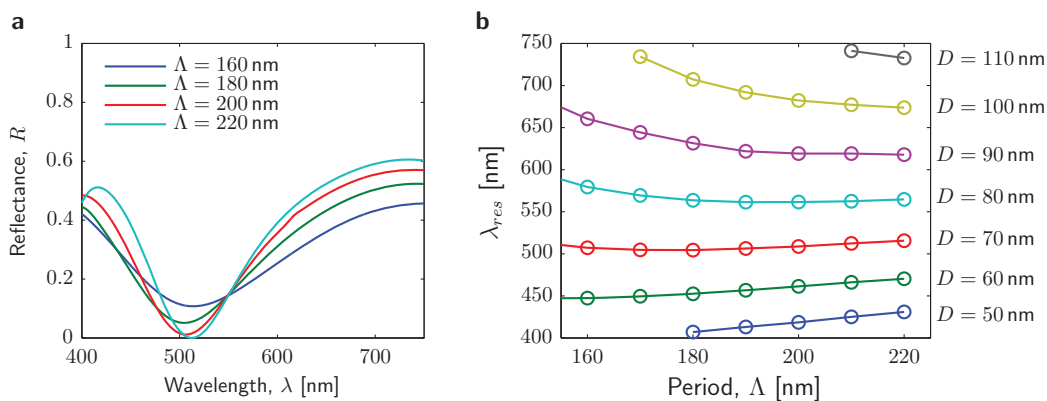 a
Reflectance, R
1
0.8
0.6
0.4
0.2
0
Λ = 160 nm
Λ = 180 nm
Λ = 200 nm
Λ = 220 nm
400 500 600 700
Wavelength, λ [nm]
b
λres [nm]
750
700
650
600
550
500
450
400
160 180 200 220
Period, Λ [nm]
D = 110 nm
D = 100 nm
D = 90 nm
D = 80 nm
D = 70 nm
D = 60 nm
D = 50 nm